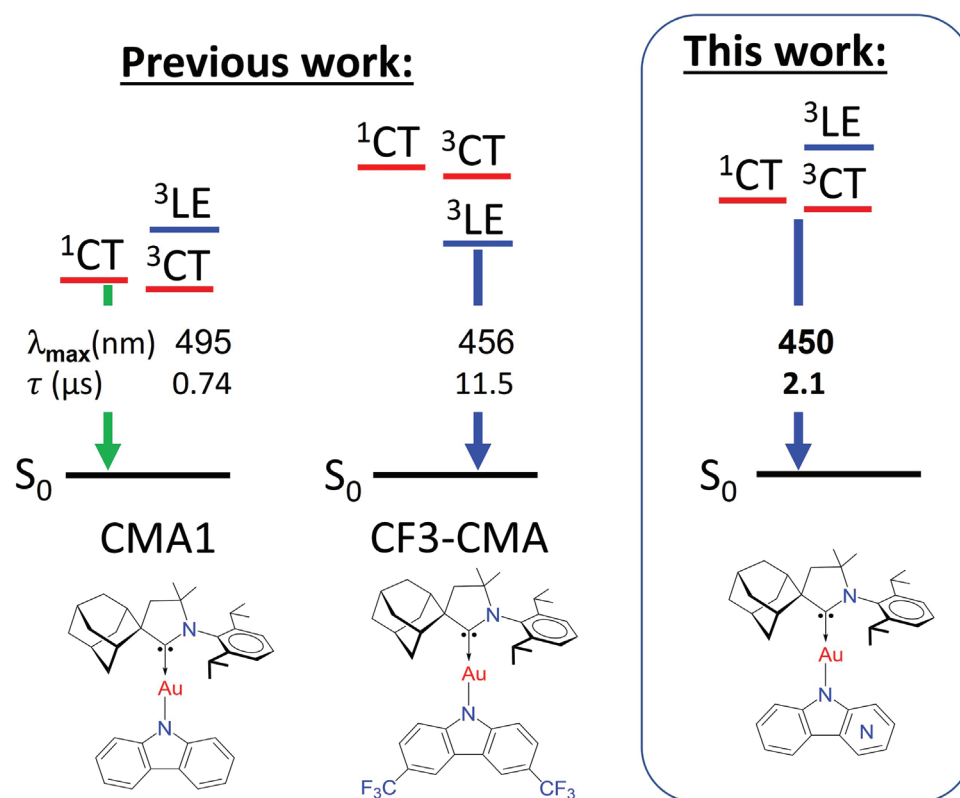 Previous work:
This work:
¹CT
³LE
³CT
¹CT
³CT
³LE
³LE
¹CT
³CT
λmax(nm) 495
τ (μs) 0.74
456
11.5
450
2.1
S₀
S₀
S₀
CMA1
CF3-CMA
N
Au
N
N
Au
N
F₃C
CF₃
N
Au
N
N